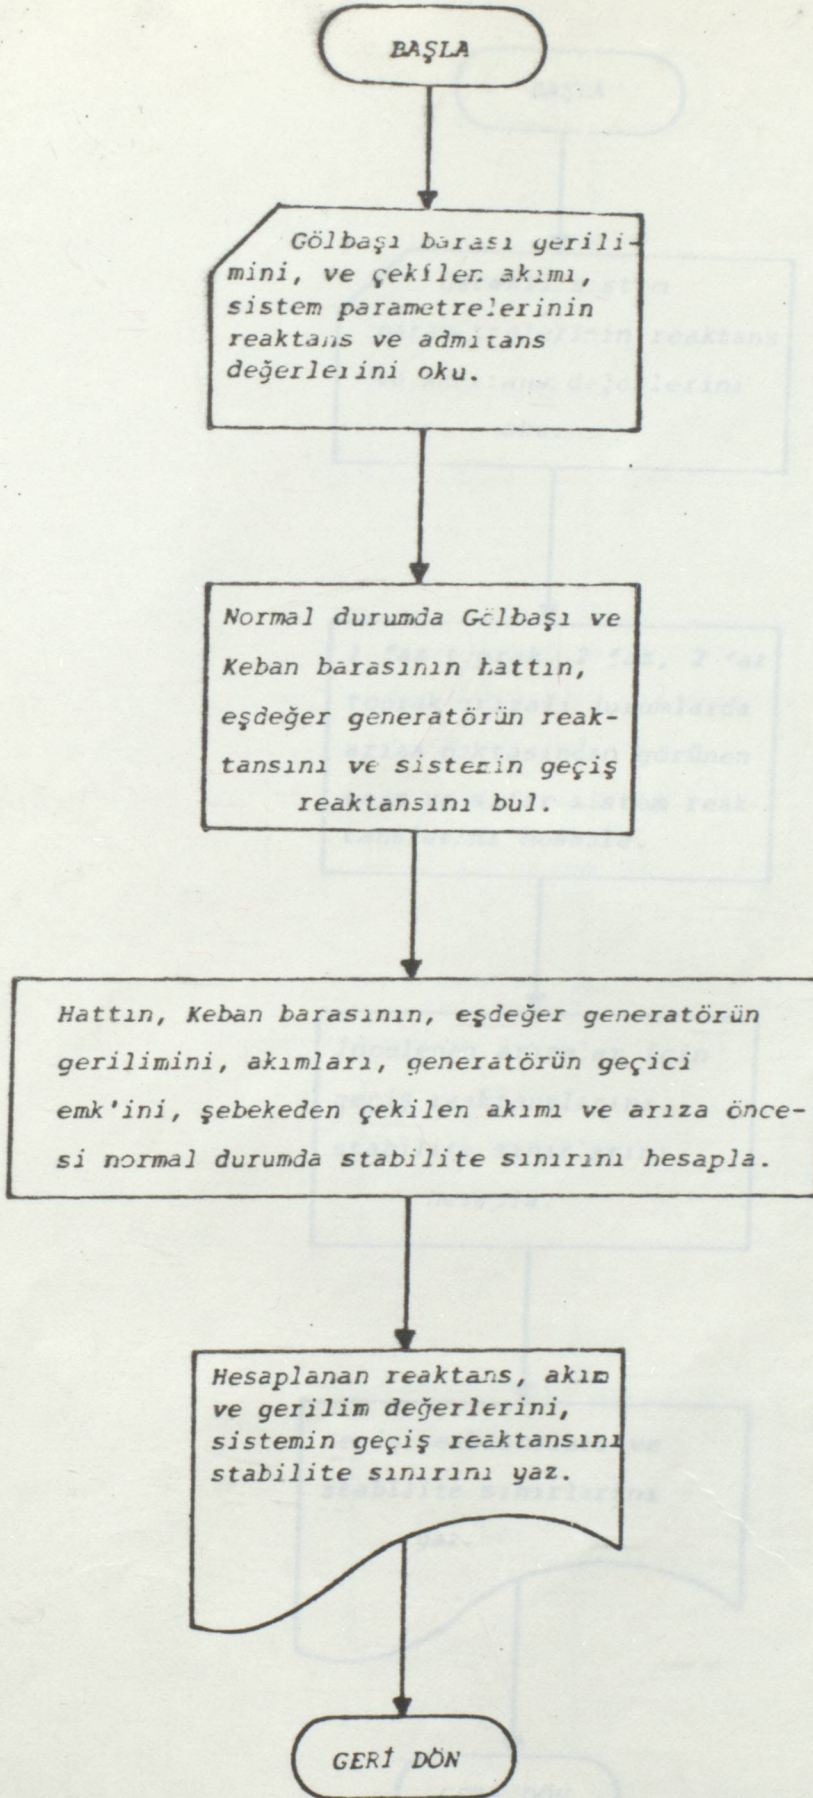 BAŞLA
Gölbaşı barası gerili-
mini, ve çekilen akımı,
sistem parametrelerinin
reaktans ve admitans
değerlerini oku.
Normal durumda Gölbaşı ve
Keban barasının hattın,
eşdeğer generatörün reak-
tansını ve sistemin geçiş
reaktansını bul.
Hattın, Keban barasının, eşdeğer generatörün
gerilimini, akımları, generatörün geçici
emk'ini, şebekeden çekilen akımı ve arıza önce-
si normal durumda stabilite sınırını hesapla.
Hesaplanan reaktans, akım
ve gerilim değerlerini,
sistemin geçiş reaktansını
stabilite sınırını yaz.
GERİ DÖN